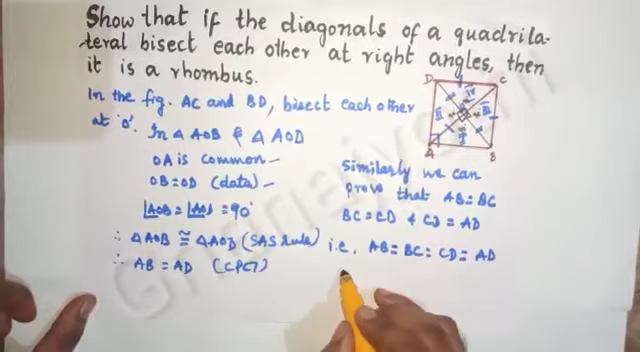 Show that if the diagonals of a quadrila-
teral bisect each other at right angles, then
it is a rhombus.
In the fig. AC and BD, bisect each other
at 'O'. In △ AOB & △ AOD
OA is common —
OB = OD (data) —
∠AOB = ∠AOD = 90°
∴ △AOB ≅ △AOD (SAS rule)
∴ AB = AD (CPCT)
Similarly we can
prove that AB = BC
BC = CD & CD = AD
i.e, AB = BC = CD = AD
D C
A B